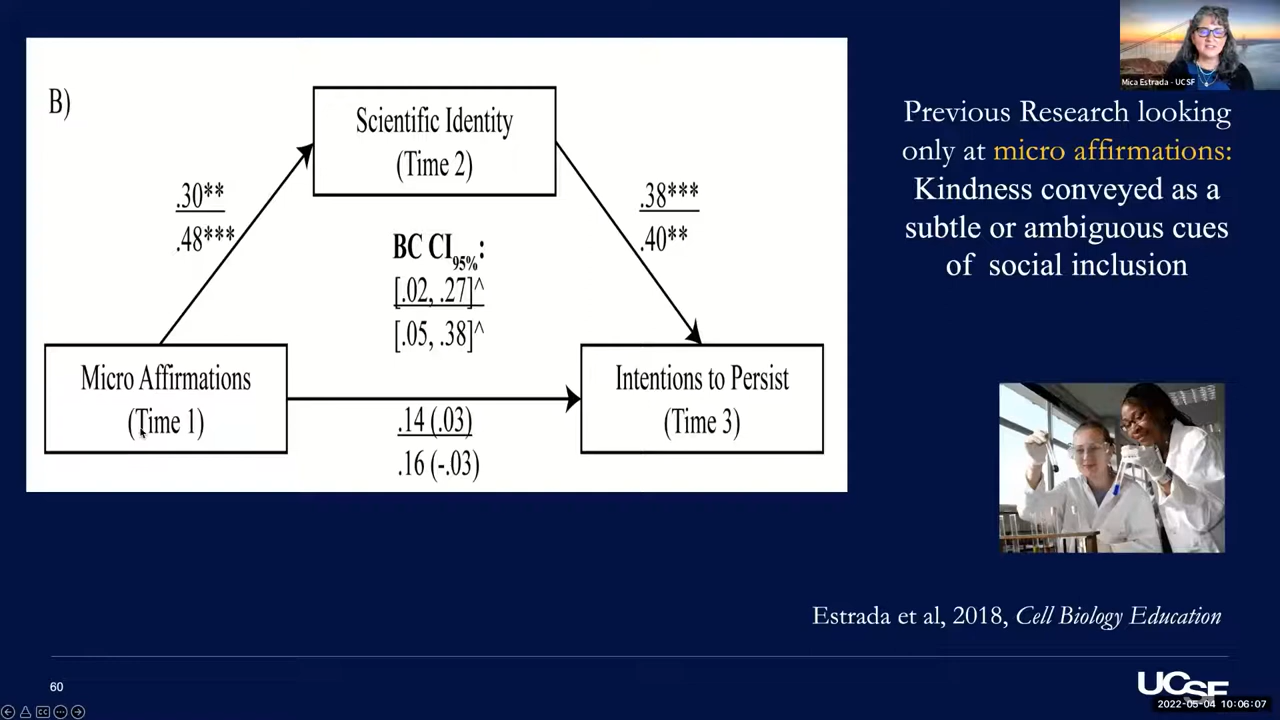 B)
Scientific Identity
(Time 2)
.30**
.48***
.38***
.40**
BC CI95%:
[.02, .27]^
[.05, .38]^
Micro Affirmations
(Time 1)
Intentions to Persist
(Time 3)
.14 (.03)
.16 (-.03)
Mica Estrada - UCSF
Previous Research looking
only at micro affirmations:
Kindness conveyed as a
subtle or ambiguous cues
of social inclusion
Estrada et al, 2018, Cell Biology Education
60
UCSF
2022-05-04 10:06:07